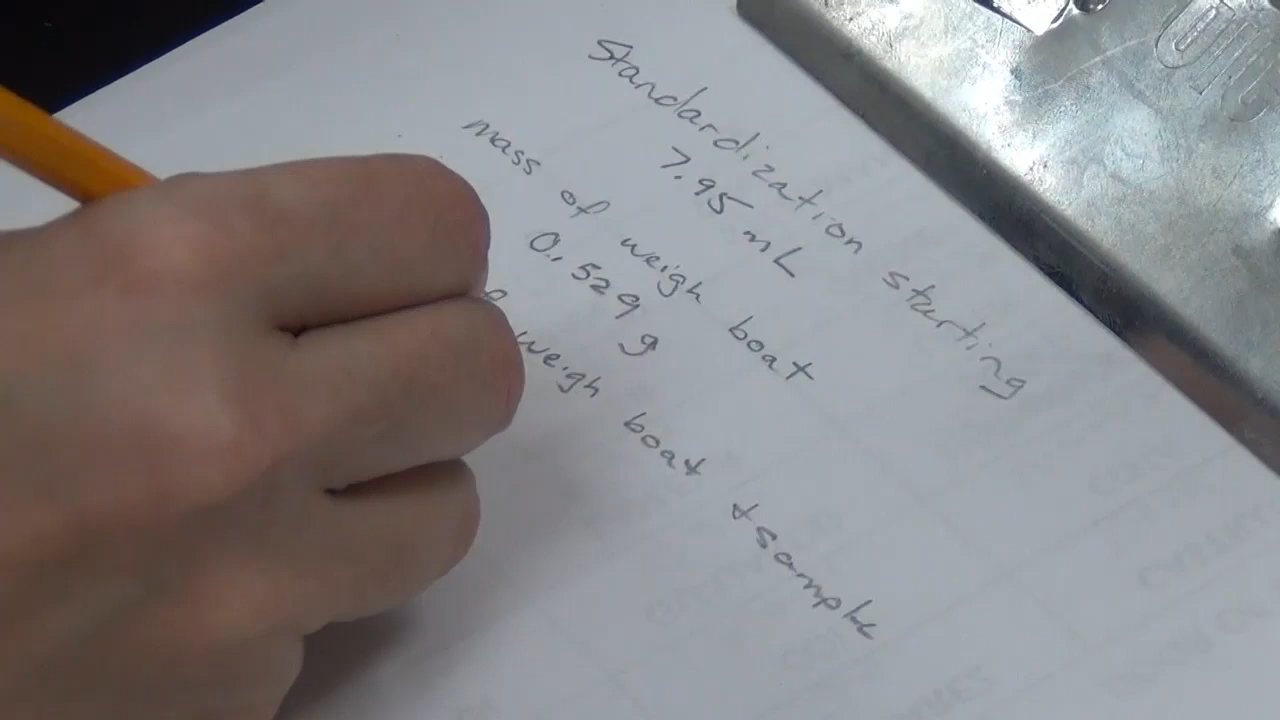 Standardization starting
7.95 mL
mass of weigh boat
0.529 g
weigh boat + sample